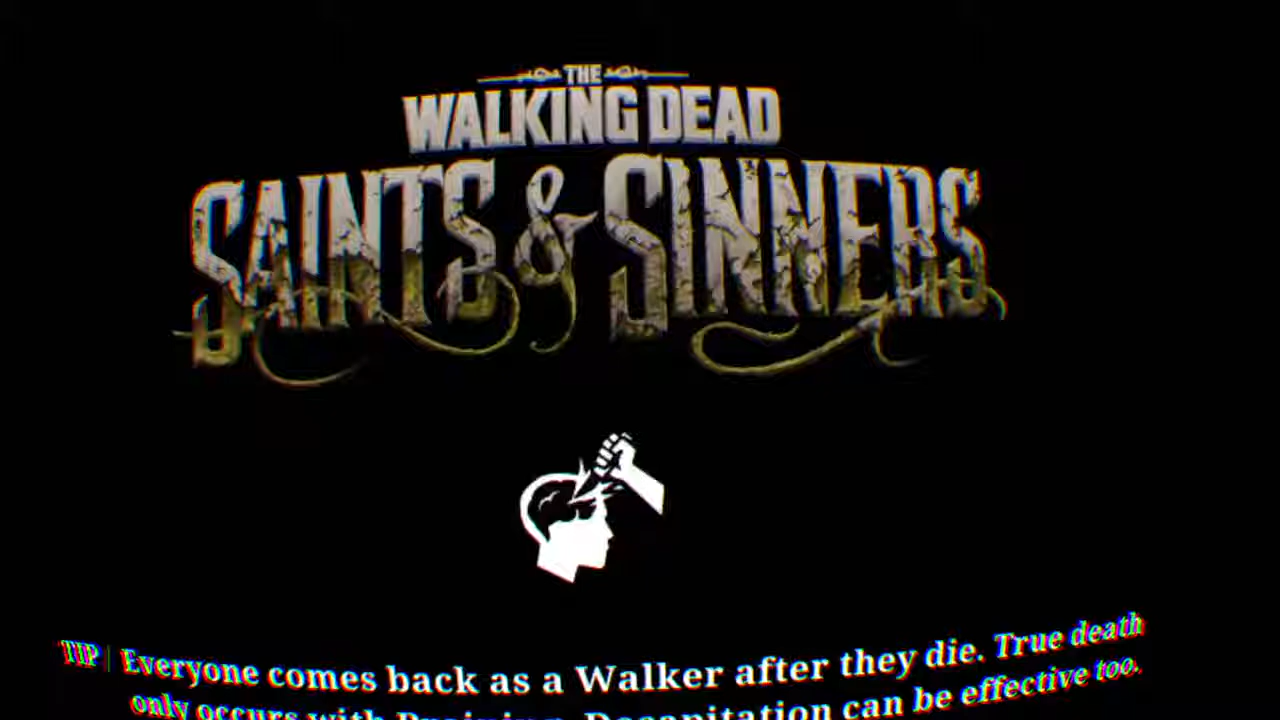 THE
WALKING DEAD
SAINTS & SINNERS
TIP | Everyone comes back as a Walker after they die. True death
only occurs with Braining. Decapitation can be effective too.